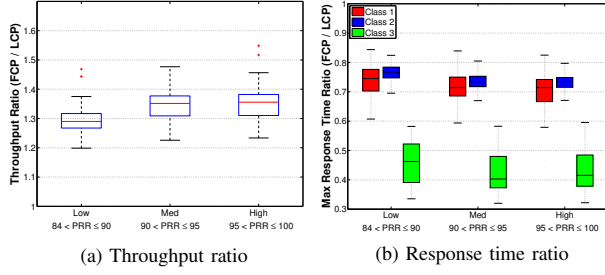 Throughput Ratio (FCP / LCP)
1.6
1.5
1.4
1.3
1.2
1.1
1
Low
Med
High
84 < PRR ≤ 90
90 < PRR ≤ 95
95 < PRR ≤ 100
(a) Throughput ratio
Max Response Time Ratio (FCP / LCP)
1
0.9
0.8
0.7
0.6
0.5
0.4
0.3
Class 1
Class 2
Class 3
Low
Med
High
84 < PRR ≤ 90
90 < PRR ≤ 95
95 < PRR ≤ 100
(b) Response time ratio